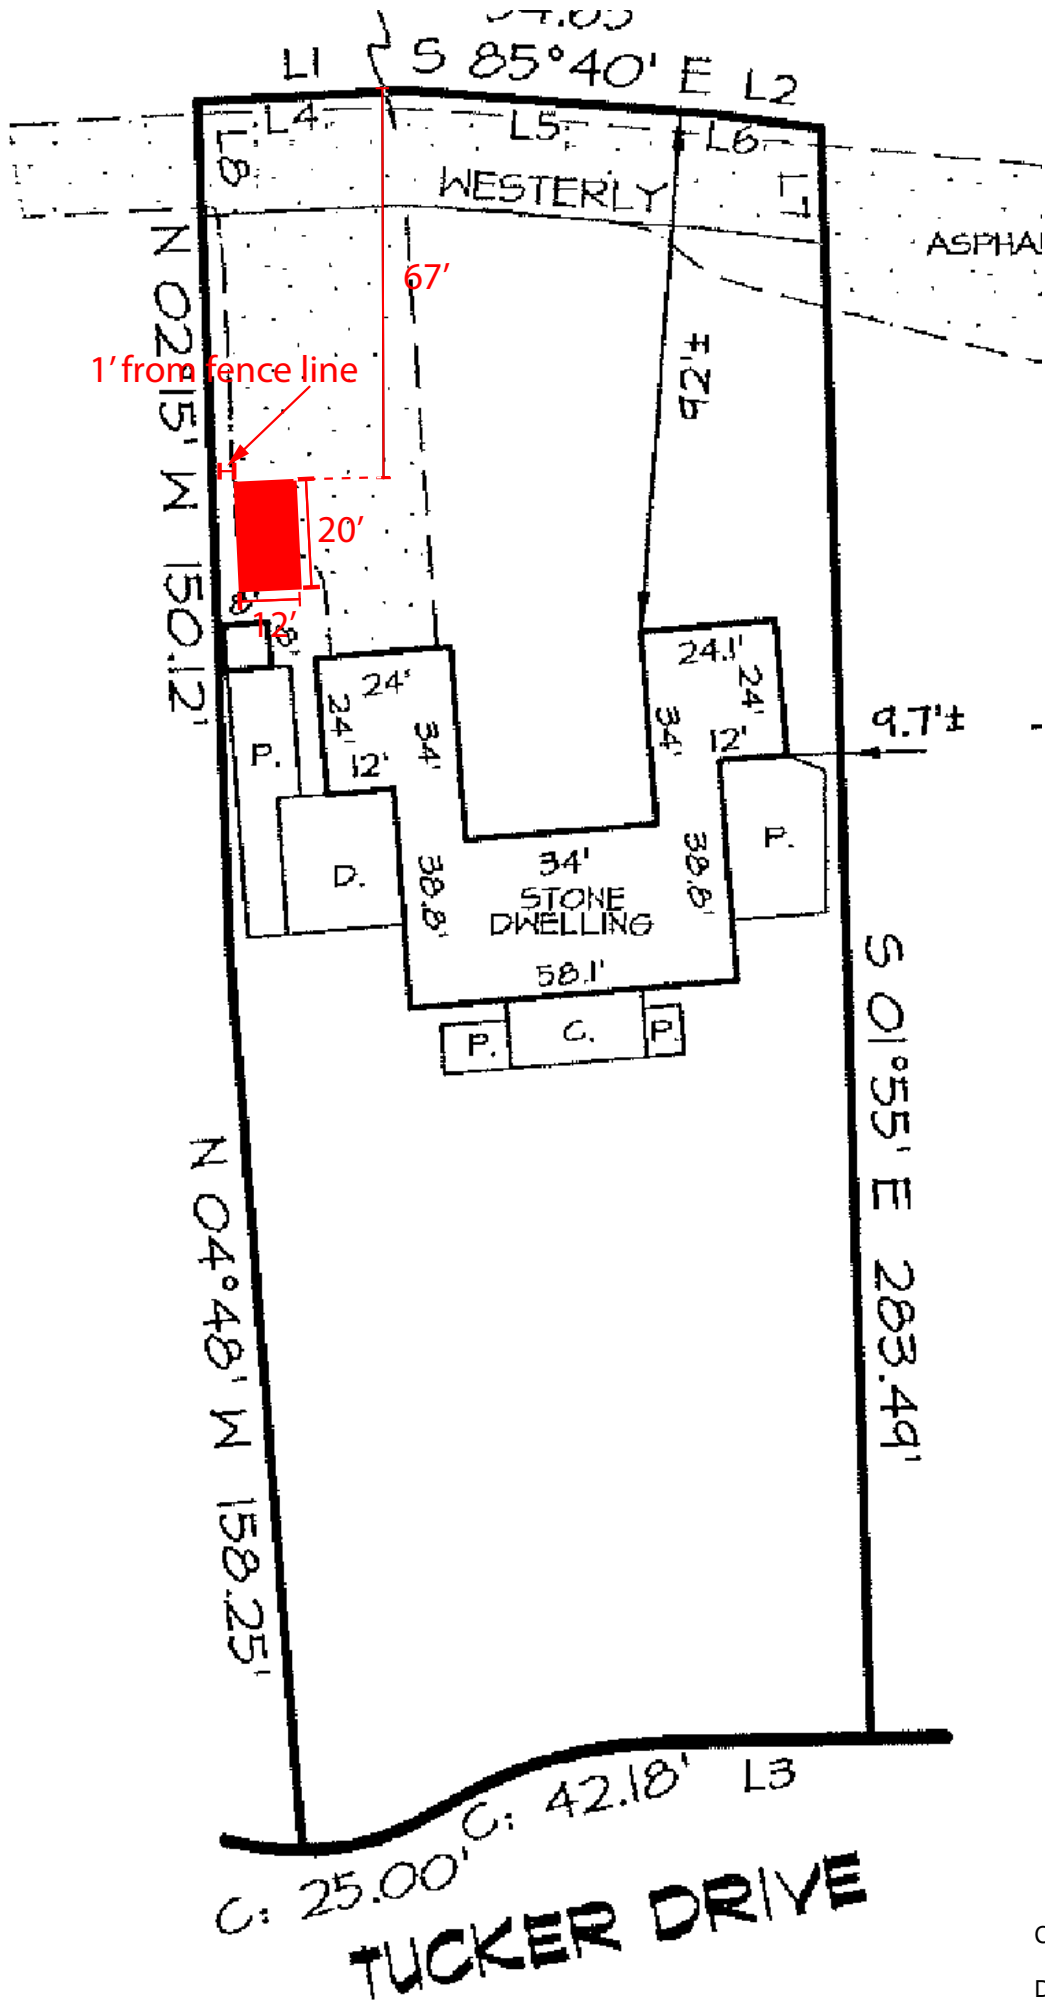 L1
S 85°40' E
L2
L4
L5
L6
L8
L7
WESTERLY
67'
N 02°15' W 150.12'
1' from fence line
92'±
20'
12'
8'
8'
24'
24'
12'
34'
24.1'
24'
12'
34'
9.7'±
P.
D.
38.8'
34'
STONE
DWELLING
38.8'
P.
58.1'
P.
C.
P.
S 01°55' E 283.49'
N 04°48' W 158.25'
C: 42.18'
L3
C: 25.00'
TUCKER DRIVE